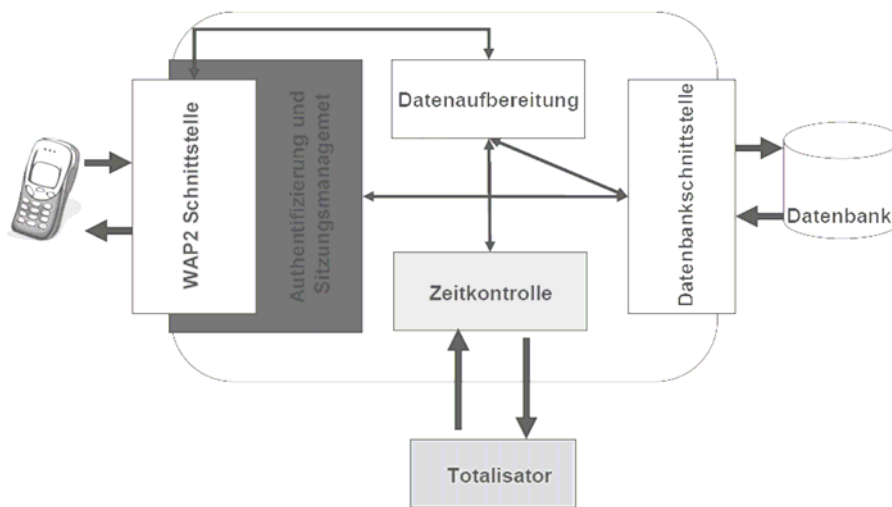 WAP2 Schnittstelle
Authentifizierung und
Sitzungsmanagemet
Datenaufbereitung
Zeitkontrolle
Totalisator
Datenbankschnittstelle
Datenbank